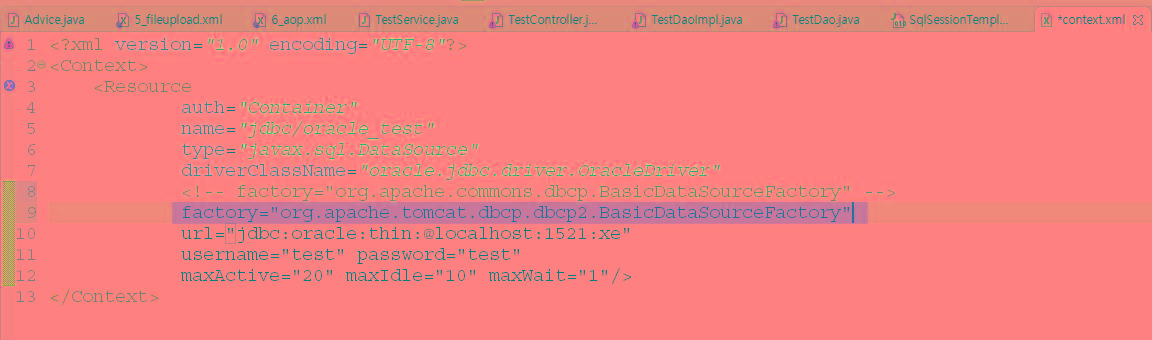 Advice.java 5_fileupload.xml 6_aop.xml TestService.java TestController.j... TestDaoImpl.java TestDao.java SqlSessionTempl... *context.xml
1 <?xml version="1.0" encoding="UTF-8"?>
2 <Context>
3 <Resource
4 auth="Container"
5 name="jdbc/oracle_test"
6 type="javax.sql.DataSource"
7 driverClassName="oracle.jdbc.driver.OracleDriver"
8 <!-- factory="org.apache.commons.dbcp.BasicDataSourceFactory" -->
9 factory="org.apache.tomcat.dbcp.dbcp2.BasicDataSourceFactory"
10 url="jdbc:oracle:thin:@localhost:1521:xe"
11 username="test" password="test"
12 maxActive="20" maxIdle="10" maxWait="1"/>
13 </Context>